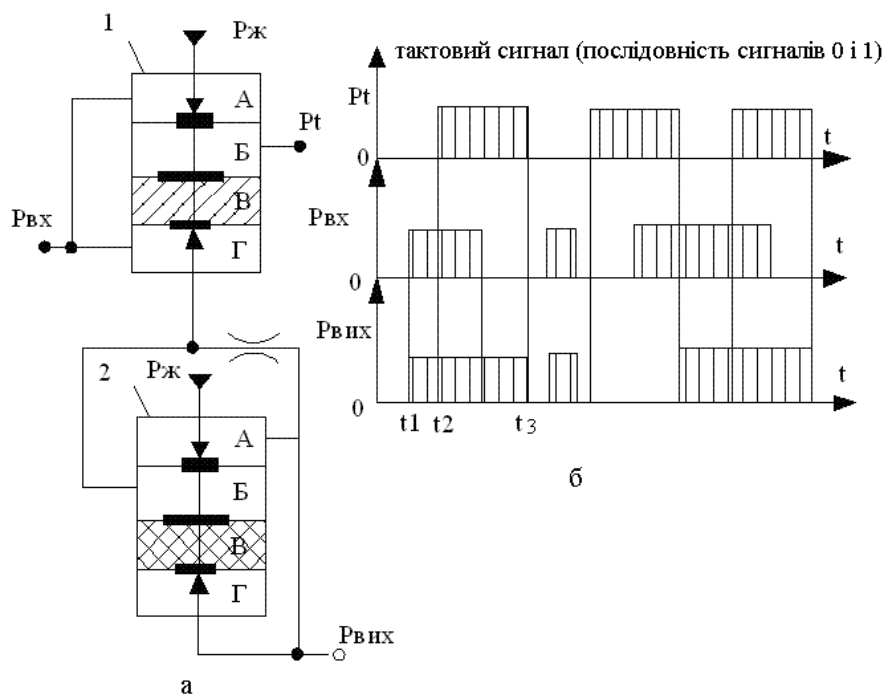 1
Рж
А
Б
В
Г
Pt
Рвх
2
Рж
А
Б
В
Г
Рвих
а
тактовий сигнал (послідовність сигналів 0 і 1)
Pt
0
t
Рвх
0
t
Рвих
0
t
t1 t2 t3
б